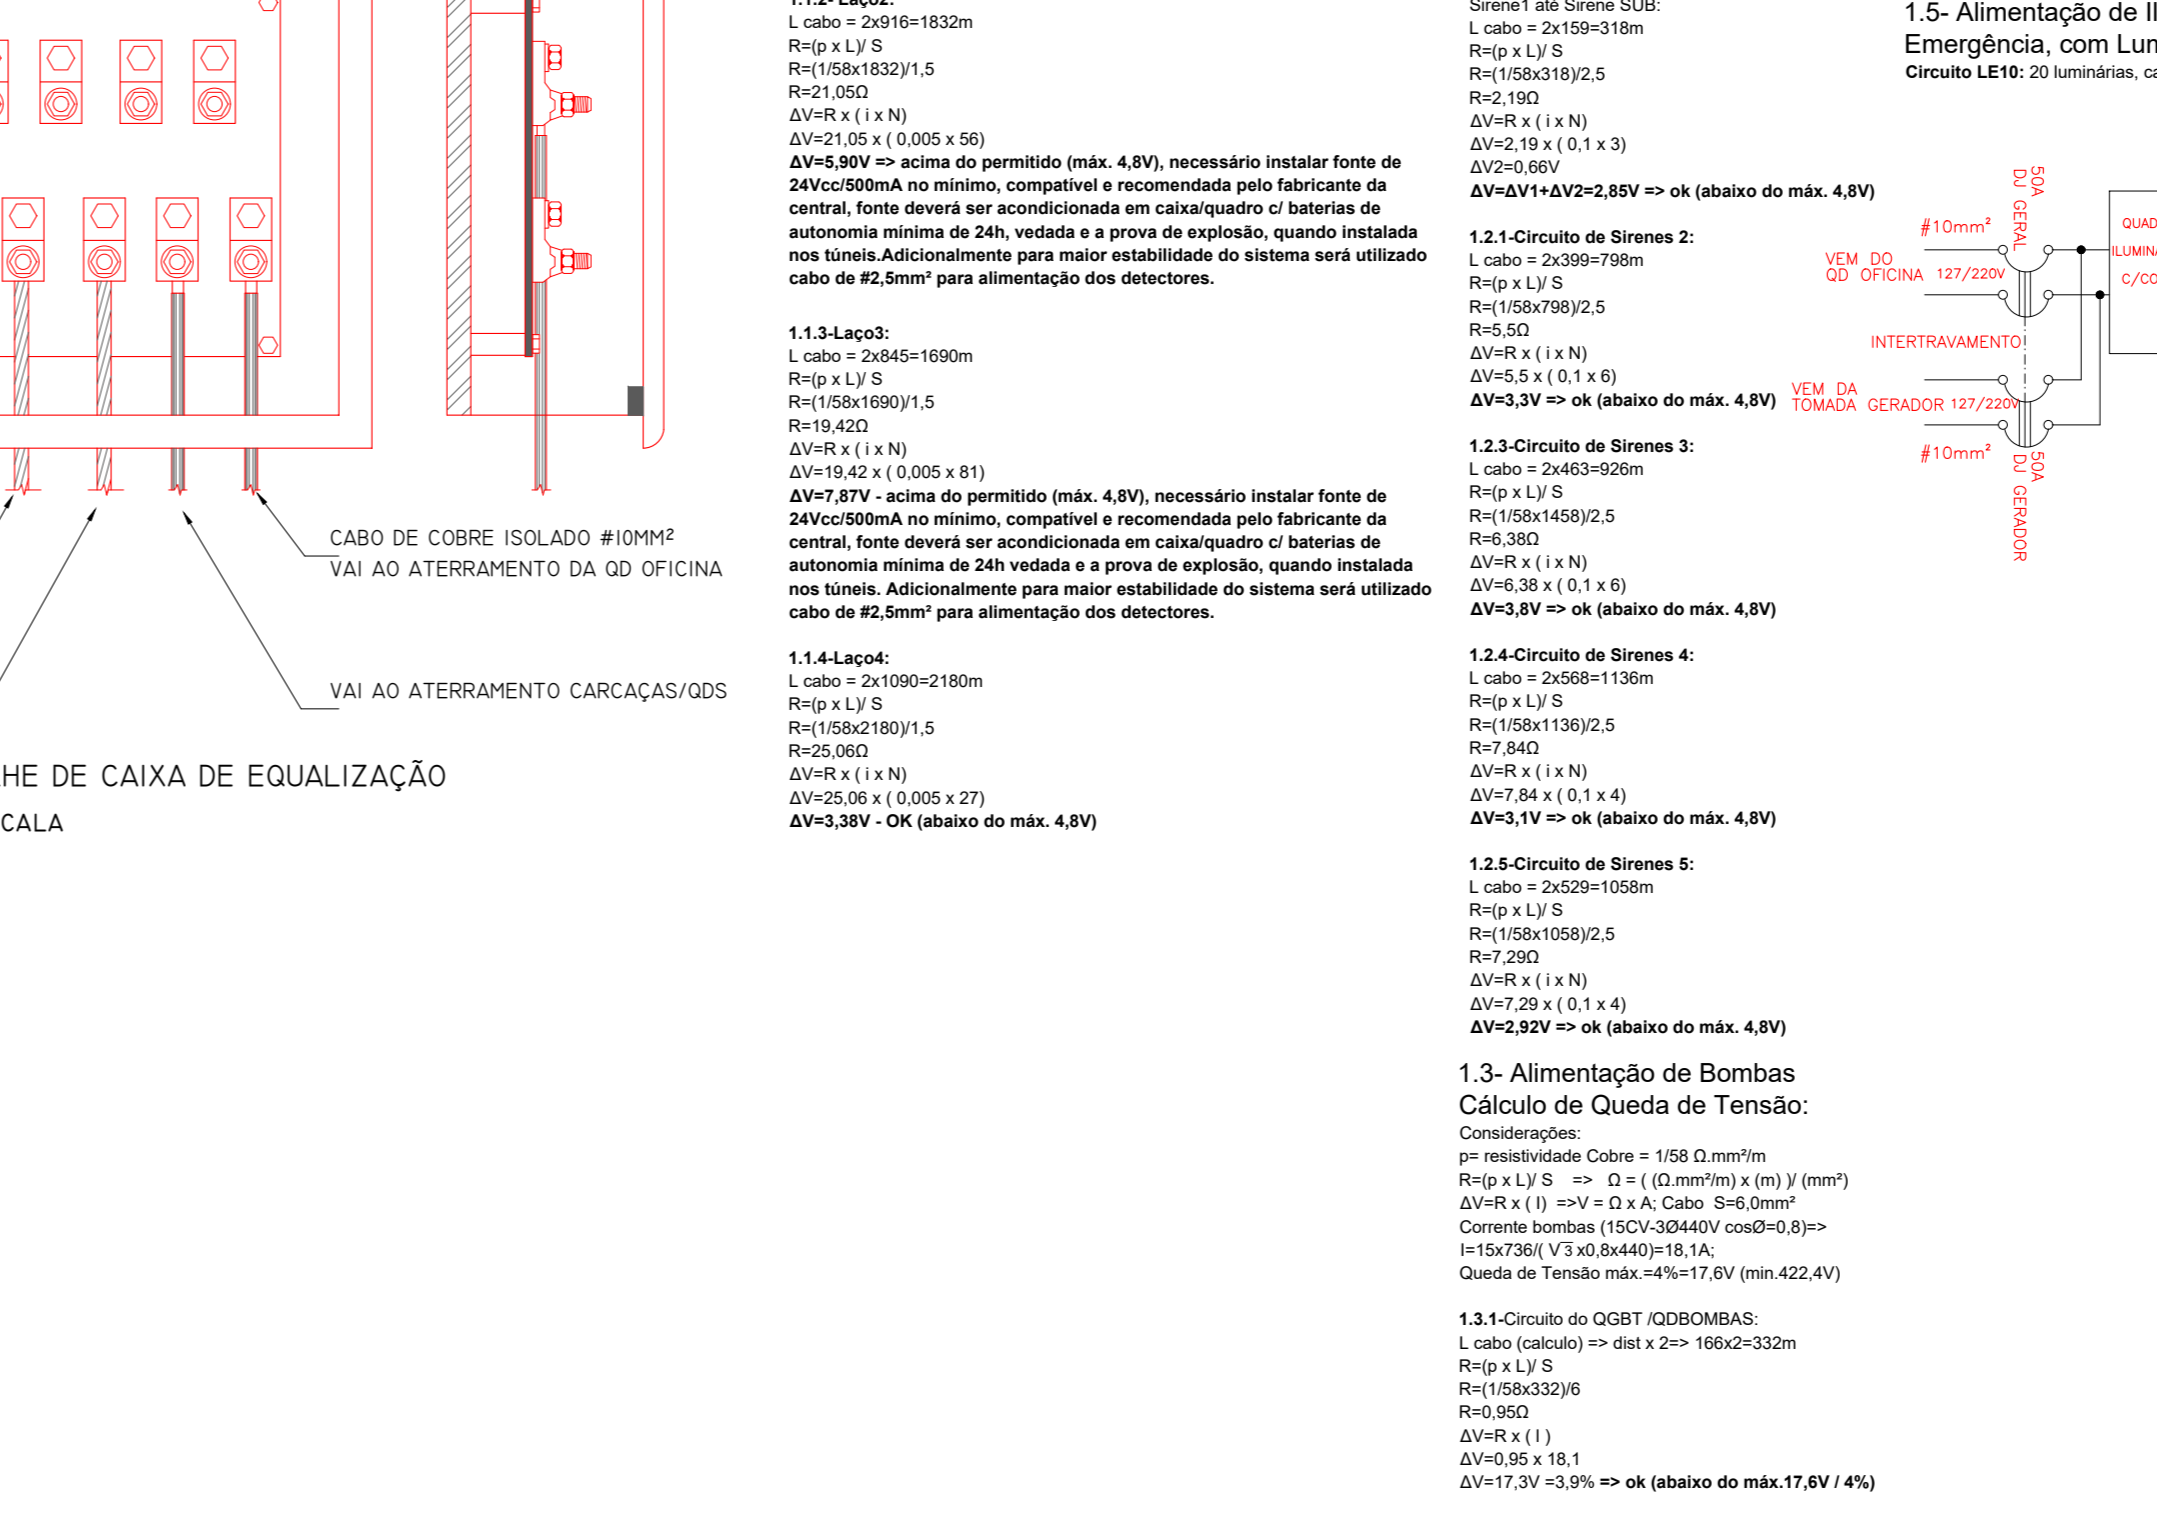 CABO DE COBRE ISOLADO #10MM²
VAI AO ATERRAMENTO DA QD OFICINA
VAI AO ATERRAMENTO CARCAÇAS/QDS
HE DE CAIXA DE EQUALIZAÇÃO
CALA
1.1.2- Laço2:
L cabo = 2x916=1832m
R=(p x L)/ S
R=(1/58x1832)/1,5
R=21,05Ω
ΔV=R x ( i x N)
ΔV=21,05 x ( 0,005 x 56)
ΔV=5,90V => acima do permitido (máx. 4,8V), necessário instalar fonte de
24Vcc/500mA no mínimo, compatível e recomendada pelo fabricante da
central, fonte deverá ser acondicionada em caixa/quadro c/ baterias de
autonomia mínima de 24h, vedada e a prova de explosão, quando instalada
nos túneis.Adicionalmente para maior estabilidade do sistema será utilizado
cabo de #2,5mm² para alimentação dos detectores.
1.1.3-Laço3:
L cabo = 2x845=1690m
R=(p x L)/ S
R=(1/58x1690)/1,5
R=19,42Ω
ΔV=R x ( i x N)
ΔV=19,42 x ( 0,005 x 81)
ΔV=7,87V - acima do permitido (máx. 4,8V), necessário instalar fonte de
24Vcc/500mA no mínimo, compatível e recomendada pelo fabricante da
central, fonte deverá ser acondicionada em caixa/quadro c/ baterias de
autonomia mínima de 24h vedada e a prova de explosão, quando instalada
nos túneis. Adicionalmente para maior estabilidade do sistema será utilizado
cabo de #2,5mm² para alimentação dos detectores.
1.1.4-Laço4:
L cabo = 2x1090=2180m
R=(p x L)/ S
R=(1/58x2180)/1,5
R=25,06Ω
ΔV=R x ( i x N)
ΔV=25,06 x ( 0,005 x 27)
ΔV=3,38V - OK (abaixo do máx. 4,8V)
Sirene1 até Sirene SUB:
L cabo = 2x159=318m
R=(p x L)/ S
R=(1/58x318)/2,5
R=2,19Ω
ΔV=R x ( i x N)
ΔV=2,19 x ( 0,1 x 3)
ΔV2=0,66V
ΔV=ΔV1+ΔV2=2,85V => ok (abaixo do máx. 4,8V)
1.2.1-Circuito de Sirenes 2:
L cabo = 2x399=798m
R=(p x L)/ S
R=(1/58x798)/2,5
R=5,5Ω
ΔV=R x ( i x N)
ΔV=5,5 x ( 0,1 x 6)
ΔV=3,3V => ok (abaixo do máx. 4,8V)
1.2.3-Circuito de Sirenes 3:
L cabo = 2x463=926m
R=(p x L)/ S
R=(1/58x1458)/2,5
R=6,38Ω
ΔV=R x ( i x N)
ΔV=6,38 x ( 0,1 x 6)
ΔV=3,8V => ok (abaixo do máx. 4,8V)
1.2.4-Circuito de Sirenes 4:
L cabo = 2x568=1136m
R=(p x L)/ S
R=(1/58x1136)/2,5
R=7,84Ω
ΔV=R x ( i x N)
ΔV=7,84 x ( 0,1 x 4)
ΔV=3,1V => ok (abaixo do máx. 4,8V)
1.2.5-Circuito de Sirenes 5:
L cabo = 2x529=1058m
R=(p x L)/ S
R=(1/58x1058)/2,5
R=7,29Ω
ΔV=R x ( i x N)
ΔV=7,29 x ( 0,1 x 4)
ΔV=2,92V => ok (abaixo do máx. 4,8V)
1.3- Alimentação de Bombas
Cálculo de Queda de Tensão:
Considerações:
p= resistividade Cobre = 1/58 Ω.mm²/m
R=(p x L)/ S => Ω = ( (Ω.mm²/m) x (m) )/ (mm²)
ΔV=R x ( I) =>V = Ω x A; Cabo S=6,0mm²
Corrente bombas (15CV-3Ø440V cosØ=0,8)=>
I=15x736/( V3 x0,8x440)=18,1A;
Queda de Tensão máx.=4%=17,6V (min.422,4V)
1.3.1-Circuito do QGBT /QDBOMBAS:
L cabo (calculo) => dist x 2=> 166x2=332m
R=(p x L)/ S
R=(1/58x332)/6
R=0,95Ω
ΔV=R x ( I )
ΔV=0,95 x 18,1
ΔV=17,3V =3,9% => ok (abaixo do máx.17,6V / 4%)
1.5- Alimentação de Il
Emergência, com Lum
Circuito LE10: 20 luminárias, ca
50A
DJ GERAL
#10mm²
VEM DO
QD OFICINA 127/220V
QUAD
ILUMINA
C/CO
INTERTRAVAMENTO
VEM DA
TOMADA GERADOR 127/220V
#10mm²
50A
DJ GERADOR